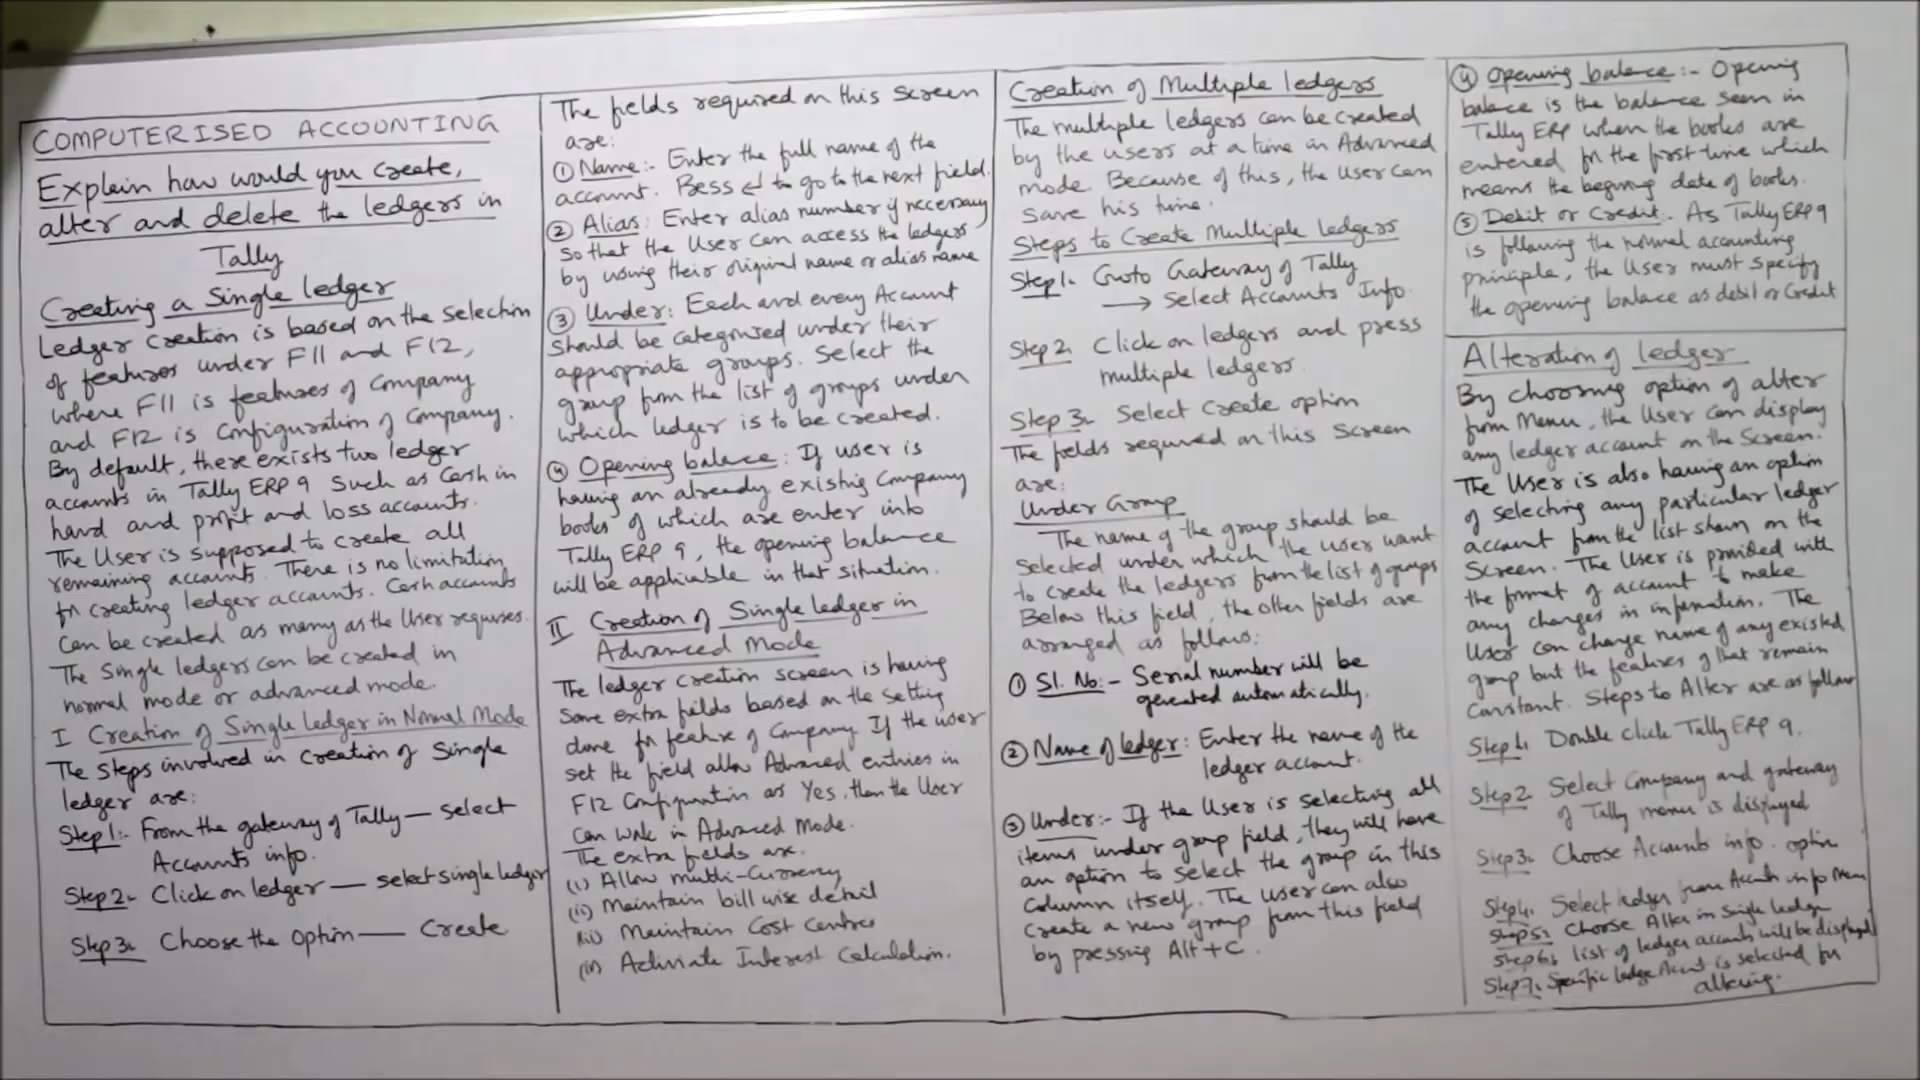 COMPUTERISED ACCOUNTING
Explain how would you create,
alter and delete the ledgers in
Tally
Creating a Single ledger
Ledger creation is based on the selection
of features under F11 and F12,
where F11 is features of Company
and F12 is Configuration of Company.
By default, there exists two ledger
accounts in Tally ERP 9 such as Cash in
hand and profit and loss accounts.
The User is supposed to create all
remaining accounts. There is no limitation
for creating ledger accounts. Cash accounts
can be created as many as the User requires.
The Single ledgers can be created in
normal mode or advanced mode.
I Creation of Single ledger in Normal Mode
The steps involved in creation of Single
ledger are:
Step 1:- From the gateway of Tally — select
Accounts info.
Step 2:- Click on ledger — select single ledger
Step 3:- Choose the option — Create
The fields required on this screen
are:
① Name:- Enter the full name of the
account. Press ↵ to go to the next field.
② Alias: Enter alias number if necessary
so that the User can access the ledgers
by using their original name or alias name
③ Under: Each and every Account
should be categorised under their
appropriate groups. Select the
group from the list of groups under
which ledger is to be created.
④ Opening balance: If user is
having an already existing Company
books of which are enter into
Tally ERP 9, the opening balance
will be applicable in that situation.
II Creation of Single ledger in
Advanced Mode
The ledger creation screen is having
some extra fields based on the setting
done for feature of Company. If the user
set the field allow Advanced entries in
F12 Configuration as Yes, then the User
can work in Advanced Mode.
The extra fields are.
(i) Allow multi-Currency
(ii) Maintain bill wise detail
(iii) Maintain Cost Centres
(iv) Activate Interest Calculation.
Creation of Multiple ledgers
The multiple ledgers can be created
by the users at a time in Advanced
mode. Because of this, the User can
save his time.
Steps to Create Multiple ledgers
Step 1. Goto Gateway of Tally
→ Select Accounts Info.
Step 2. Click on ledgers and press
multiple ledgers.
Step 3. Select Create option
The fields required on this Screen
are:
Under Group
The name of the group should be
selected under which the user want
to create the ledgers from the list of groups
Below this field, the other fields are
arranged as follows:
① Sl. No:- Serial number will be
generated automatically.
② Name of ledger: Enter the name of the
ledger account.
③ Under:- If the User is selecting all
items under group field, they will have
an option to select the group in this
column itself. The user can also
create a new group from this field
by pressing Alt+C.
④ Opening balance:- Opening
balance is the balance seen in
Tally ERP when the books are
entered for the first time which
means the beginning date of books.
⑤ Debit or Credit. As Tally ERP 9
is following the normal accounting
principle, the User must specify
the opening balance as debit or Credit
Alteration of ledger
By choosing option of alter
from Menu, the User can display
any ledger account on the Screen.
The User is also having an option
of selecting any particular ledger
account from the list shown on the
Screen. The User is provided with
the format of account to make
any changes in information. The
User can change name of any existed
group but the features of that remain
constant. Steps to Alter are as follow
Step 1. Double click Tally ERP 9.
Step 2. Select Company and gateway
of Tally menu is displayed
Step 3. Choose Accounts info. option
Step 4. Select ledger from Accounts info Menu
Step 5: Choose Alter in Single ledge
Step 6: list of ledger accounts will be displayed
Step 7: Specific ledge Accnt is selected for
altering.